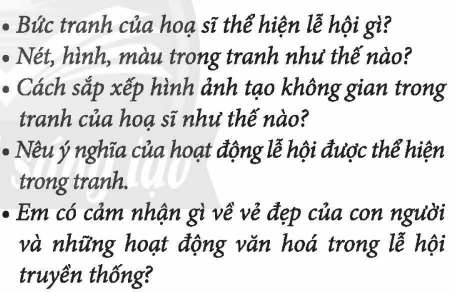 • Bức tranh của hoạ sĩ thể hiện lễ hội gì?
• Nét, hình, màu trong tranh như thế nào?
• Cách sắp xếp hình ảnh tạo không gian trong
tranh của hoạ sĩ như thế nào?
• Nêu ý nghĩa của hoạt động lễ hội được thể hiện
trong tranh.
• Em có cảm nhận gì về vẻ đẹp của con người
và những hoạt động văn hoá trong lễ hội
truyền thống?